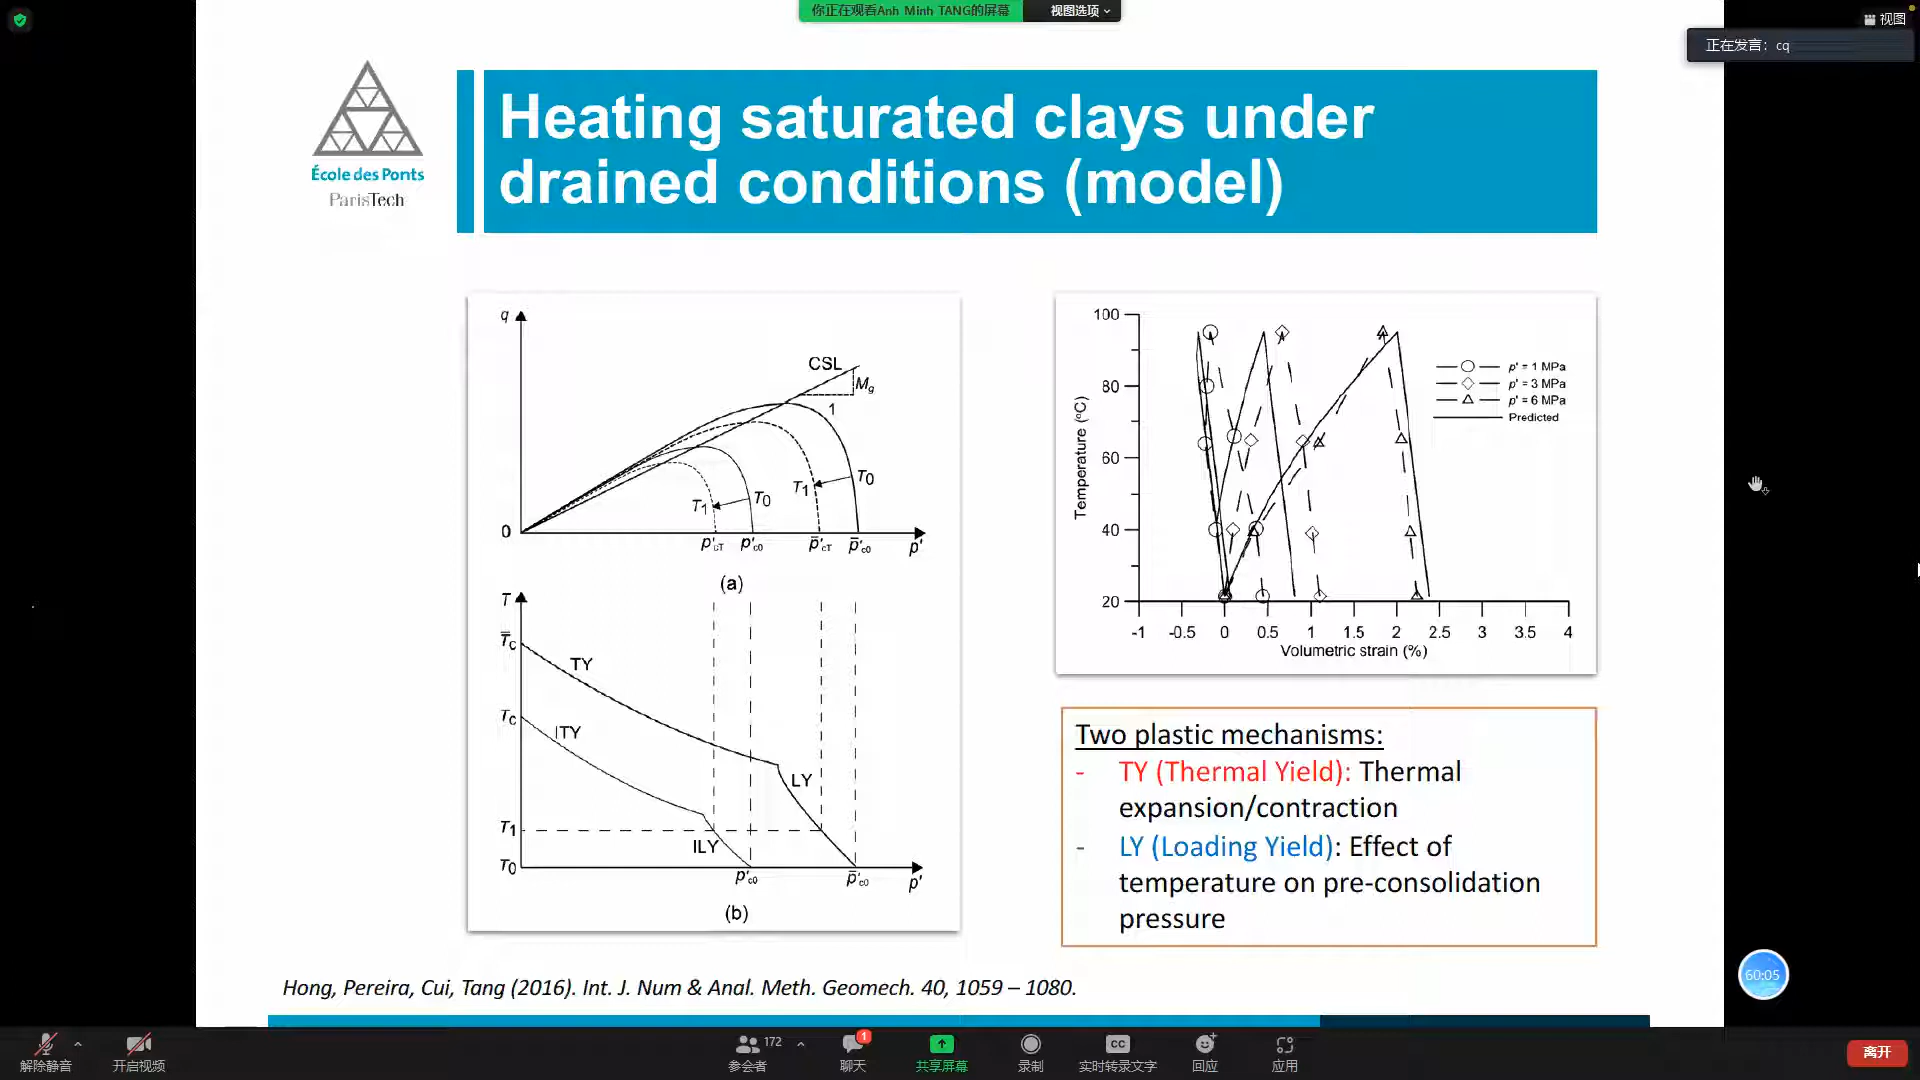 你正在观看Anh Minh TANG的屏幕
视图选项
视图
正在发言: cq
École des Ponts
ParisTech
Heating saturated clays under
drained conditions (model)
q
CSL
Mg
1
T1
T0
T1
T0
0
p'cT
p'c0
p̄'cT
p̄'c0
p'
(a)
T
T̄c
TY
Tc
ITY
LY
T1
ILY
T0
p'c0
p̄'c0
p'
(b)
100
80
60
40
20
Temperature (°C)
p' = 1 MPa
p' = 3 MPa
p' = 6 MPa
Predicted
-1 -0.5 0 0.5 1 1.5 2 2.5 3 3.5 4
Volumetric strain (%)
Two plastic mechanisms:
- TY (Thermal Yield): Thermal
expansion/contraction
- LY (Loading Yield): Effect of
temperature on pre-consolidation
pressure
Hong, Pereira, Cui, Tang (2016). Int. J. Num & Anal. Meth. Geomech. 40, 1059 – 1080.
60:05
解除静音
开启视频
172
参会者
1
聊天
共享屏幕
录制
CC
实时转录文字
回应
应用
离开